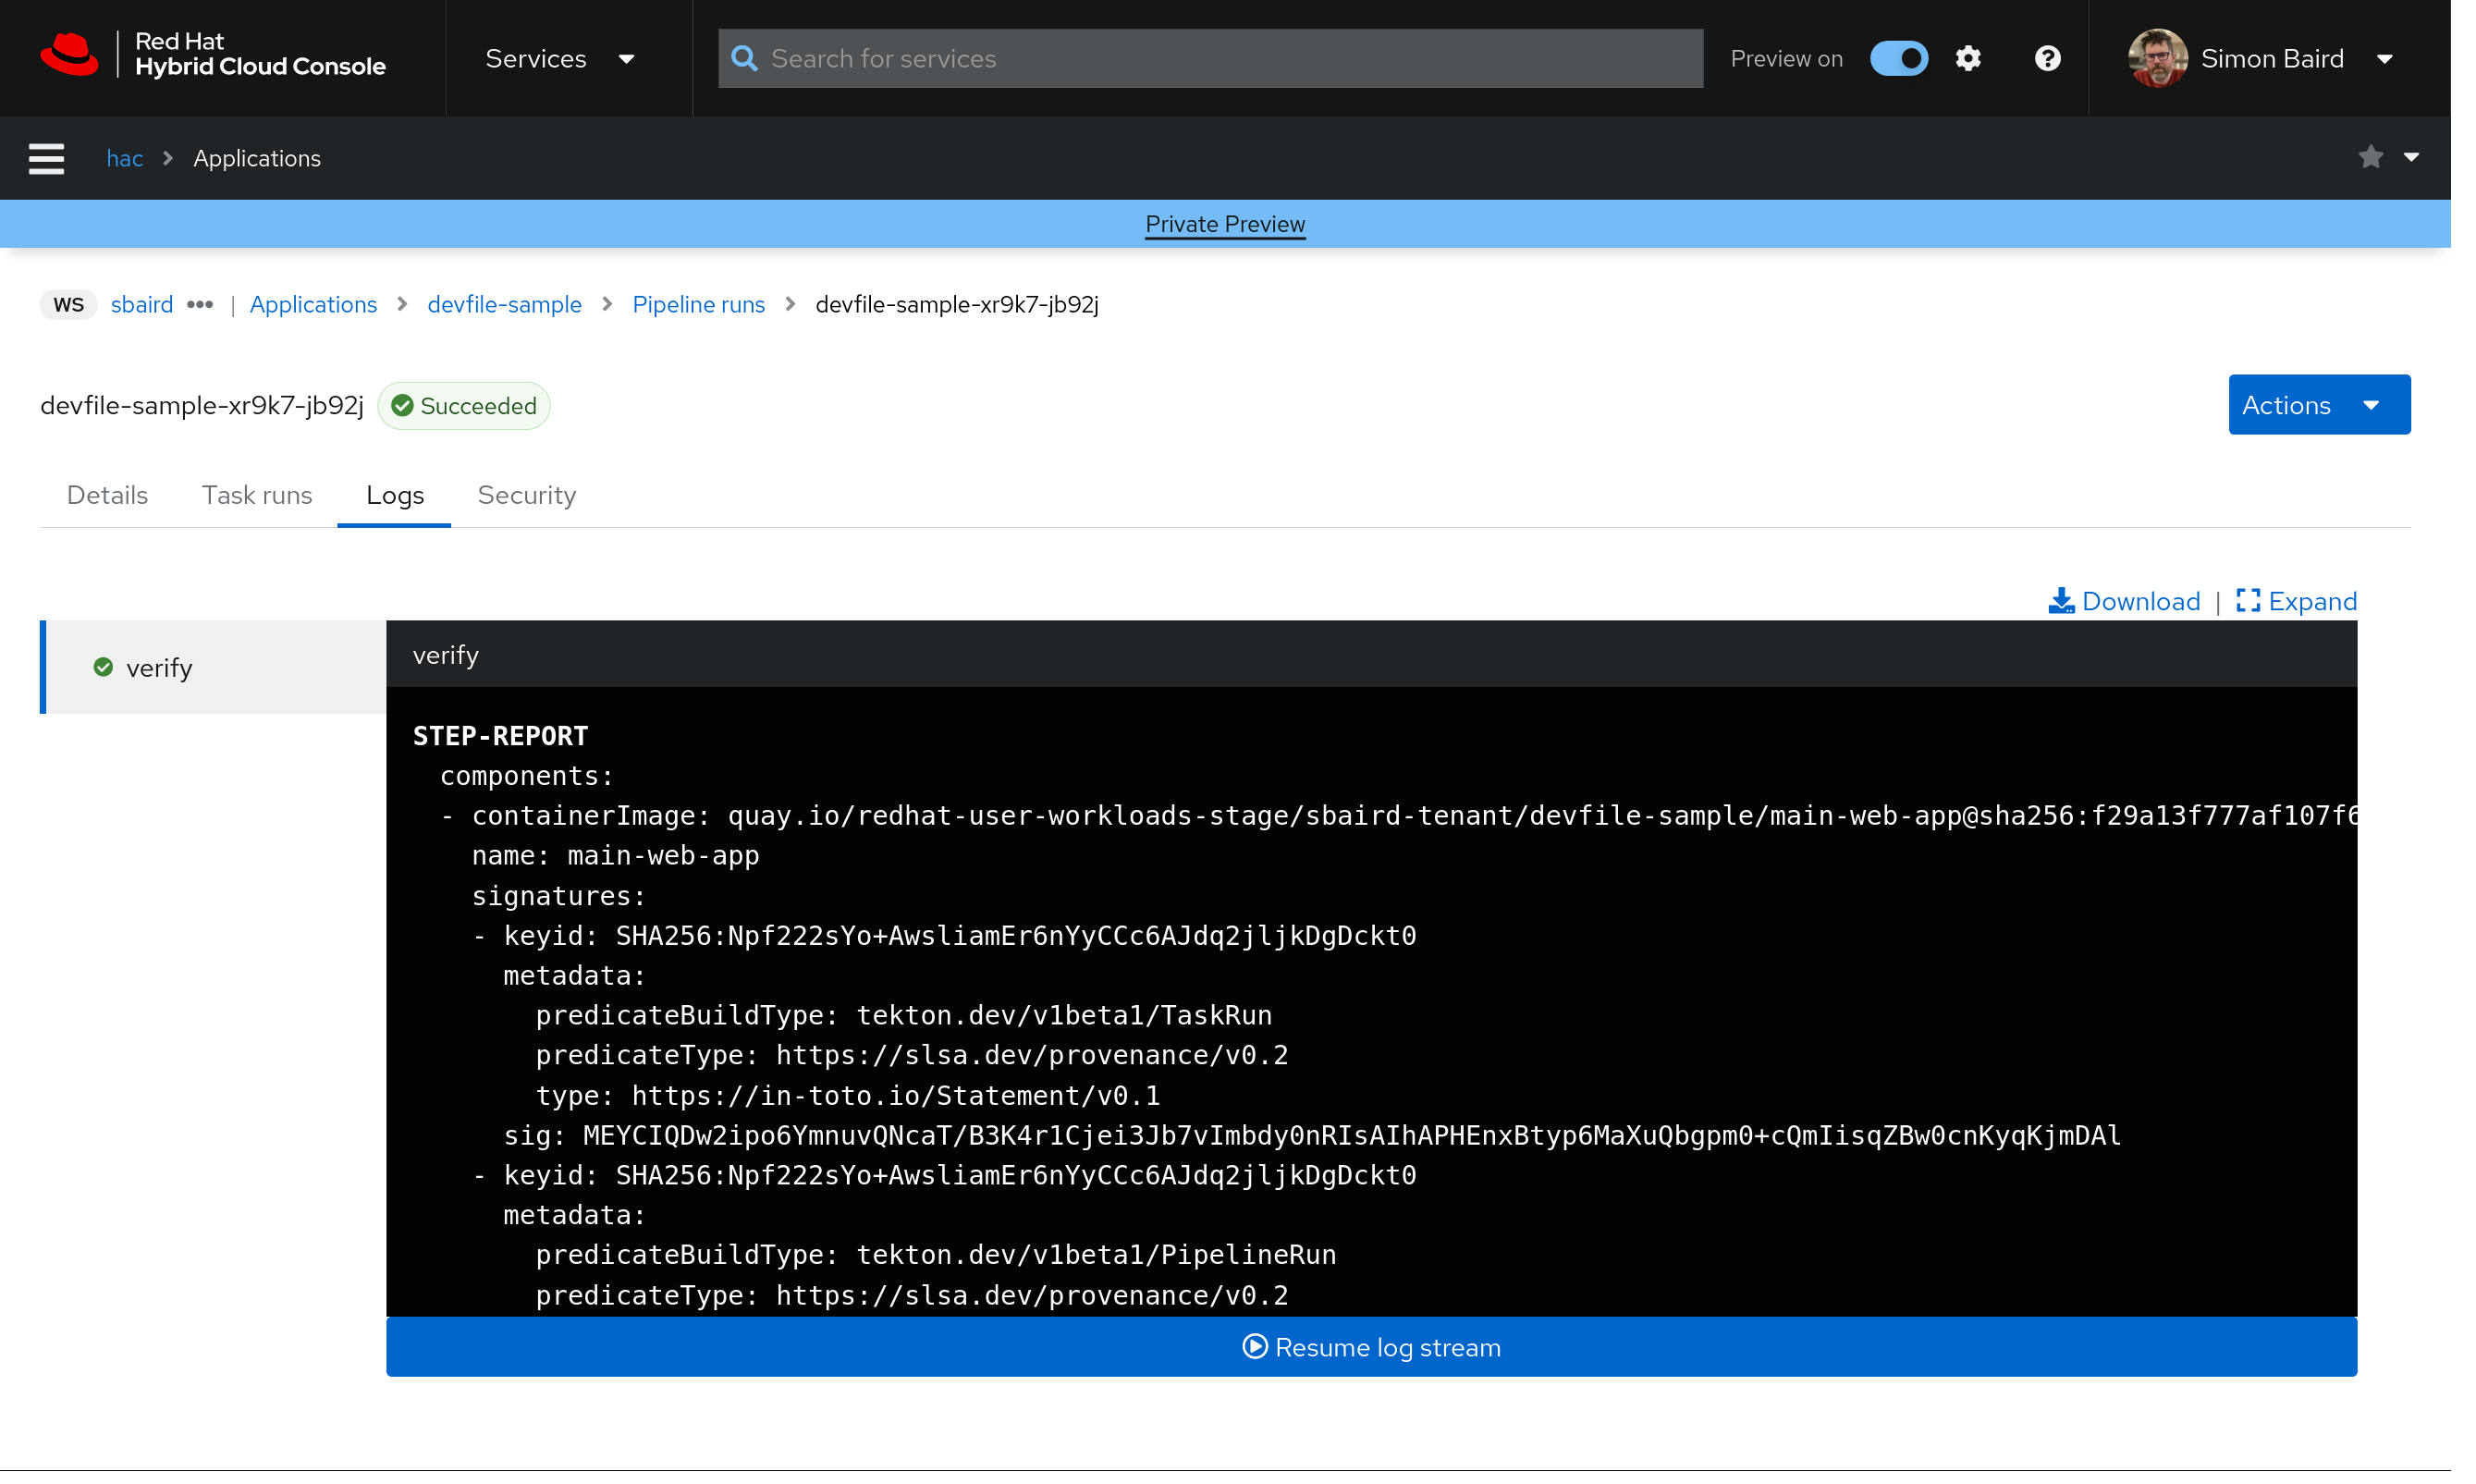 Red Hat
Hybrid Cloud Console
Services
Search for services
Preview on
Simon Baird
hac
Applications
Private Preview
WS sbaird ••• | Applications > devfile-sample > Pipeline runs > devfile-sample-xr9k7-jb92j
devfile-sample-xr9k7-jb92j
Succeeded
Actions
Details
Task runs
Logs
Security
Download | Expand
verify
verify
STEP-REPORT
components:
- containerImage: quay.io/redhat-user-workloads-stage/sbaird-tenant/devfile-sample/main-web-app@sha256:f29a13f777af107f6
name: main-web-app
signatures:
- keyid: SHA256:Npf222sYo+AwsliamEr6nYyCCc6AJdq2jljkDgDckt0
metadata:
predicateBuildType: tekton.dev/v1beta1/TaskRun
predicateType: https://slsa.dev/provenance/v0.2
type: https://in-toto.io/Statement/v0.1
sig: MEYCIQDw2ipo6YmnuvQNcaT/B3K4r1Cjei3Jb7vImbdy0nRIsAIhAPHEnxBtyp6MaXuQbgpm0+cQmIisqZBw0cnKyqKjmDAl
- keyid: SHA256:Npf222sYo+AwsliamEr6nYyCCc6AJdq2jljkDgDckt0
metadata:
predicateBuildType: tekton.dev/v1beta1/PipelineRun
predicateType: https://slsa.dev/provenance/v0.2
Resume log stream